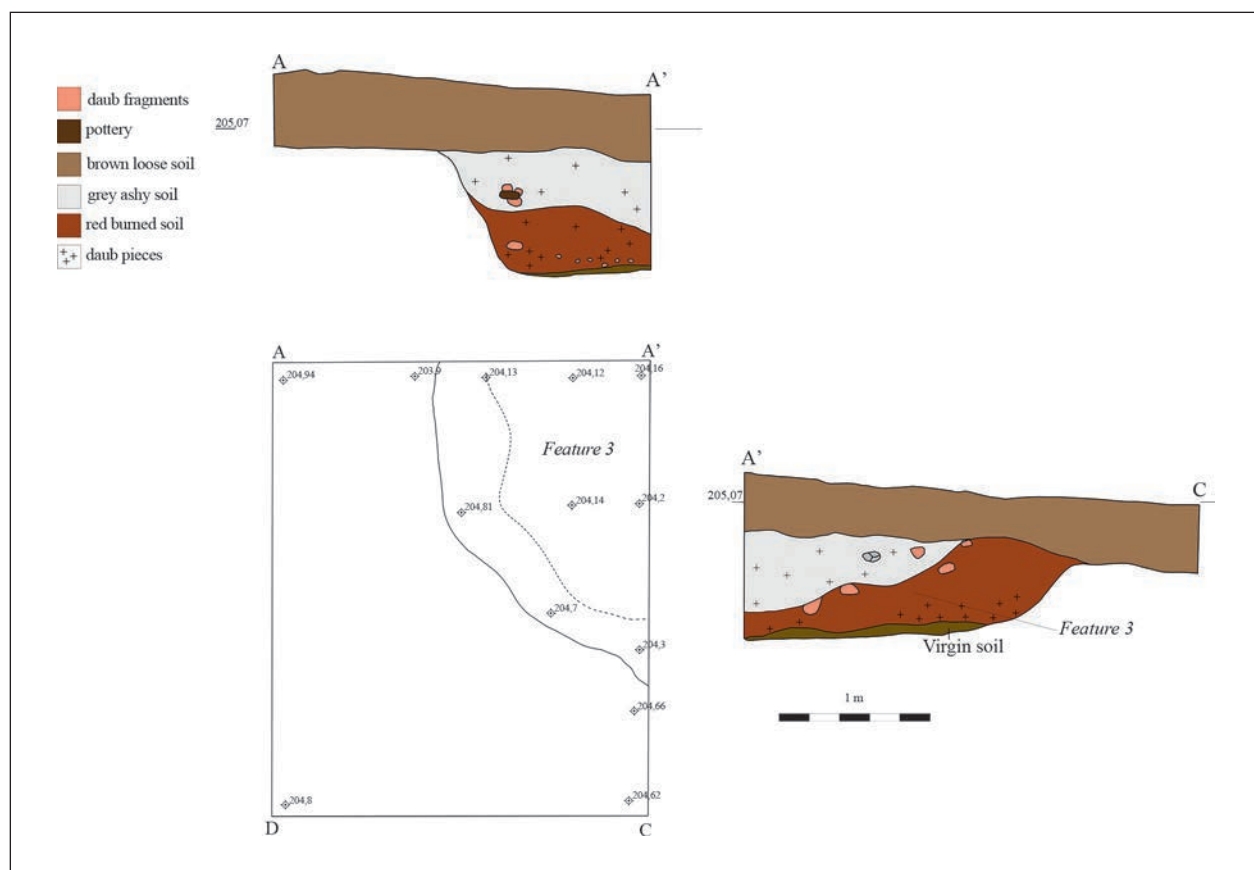 A
A'
daub fragments
pottery
brown loose soil
grey ashy soil
red burned soil
daub pieces
205,07
A
A'
204,94
203,9
204,13
204,12
204,16
Feature 3
204,81
204,14
204,2
204,7
204,3
204,66
204,8
204,62
D
C
A'
C
205,07
Feature 3
Virgin soil
1 m